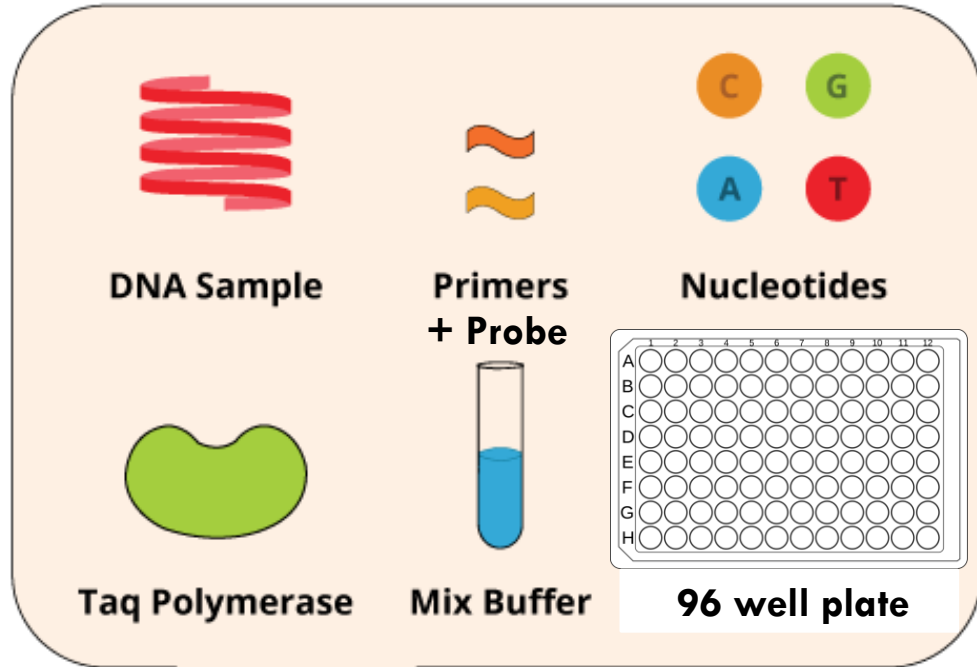 C G
A T
DNA Sample Primers Nucleotides
+ Probe
1 2 3 4 5 6 7 8 9 10 11 12
A
B
C
D
E
F
G
H
Taq Polymerase Mix Buffer 96 well plate